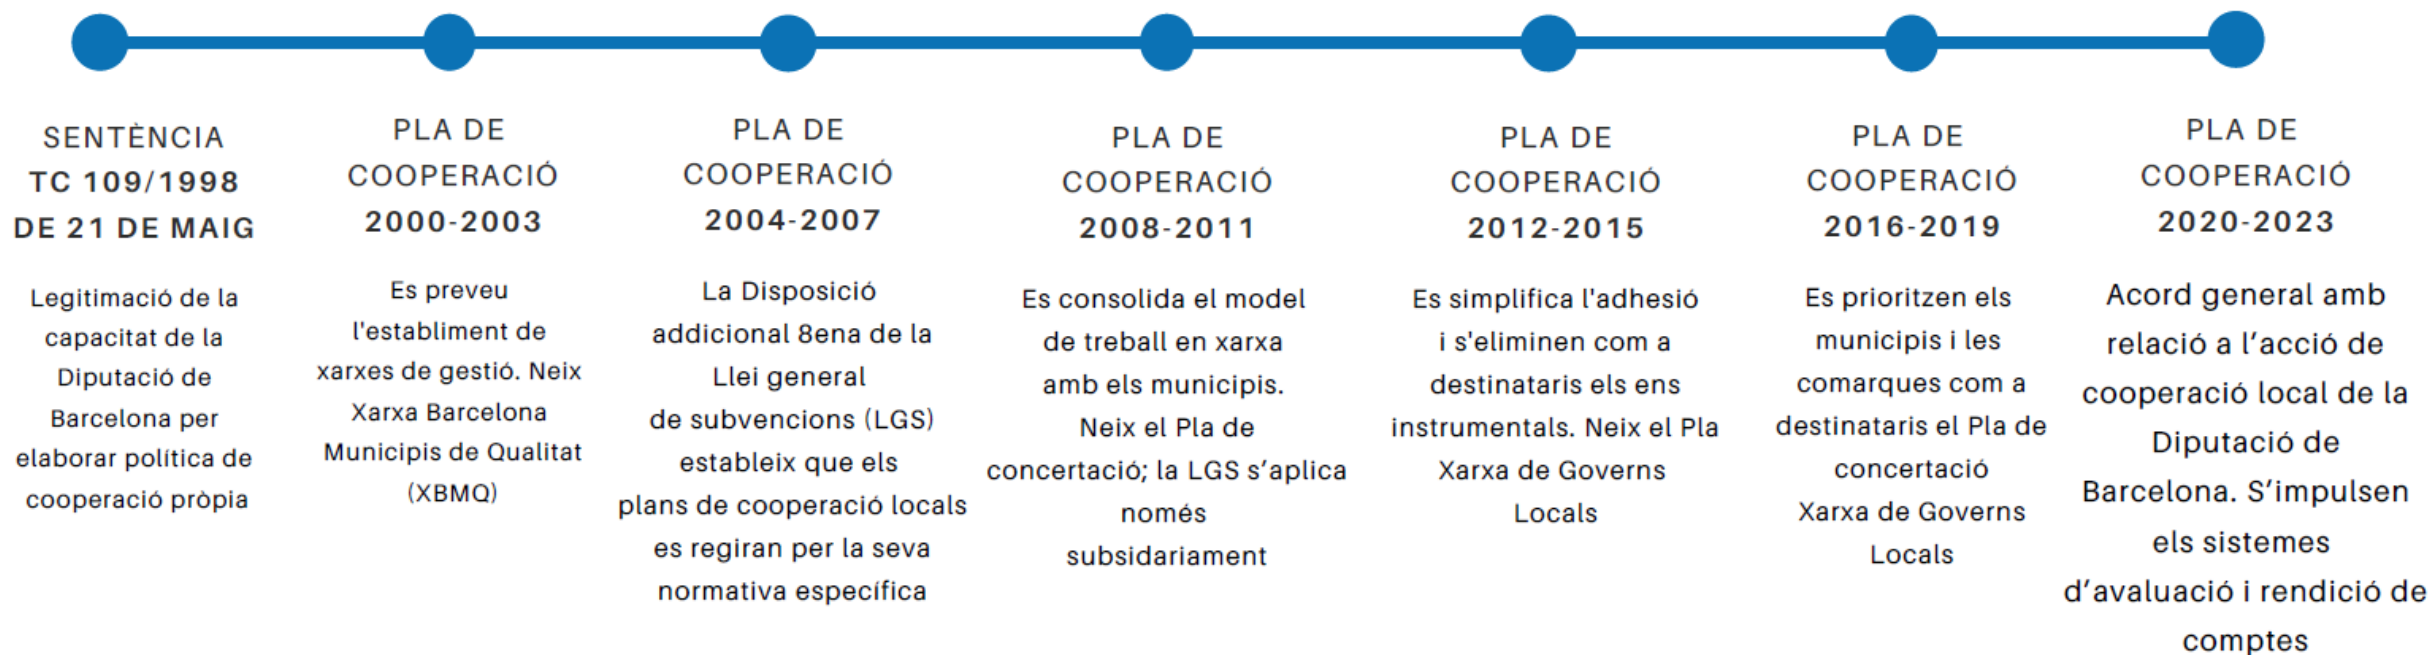 SENTÈNCIA
TC 109/1998
DE 21 DE MAIG
Legitimació de la
capacitat de la
Diputació de
Barcelona per
elaborar política de
cooperació pròpia
PLA DE
COOPERACIÓ
2000-2003
Es preveu
l'establiment de
xarxes de gestió. Neix
Xarxa Barcelona
Municipis de Qualitat
(XBMQ)
PLA DE
COOPERACIÓ
2004-2007
La Disposició
addicional 8ena de la
Llei general
de subvencions (LGS)
estableix que els
plans de cooperació locals
es regiran per la seva
normativa específica
PLA DE
COOPERACIÓ
2008-2011
Es consolida el model
de treball en xarxa
amb els municipis.
Neix el Pla de
concertació; la LGS s’aplica
només
subsidariament
PLA DE
COOPERACIÓ
2012-2015
Es simplifica l'adhesió
i s'eliminen com a
destinataris els ens
instrumentals. Neix el Pla
Xarxa de Governs
Locals
PLA DE
COOPERACIÓ
2016-2019
Es prioritzen els
municipis i les
comarques com a
destinataris el Pla de
concertació
Xarxa de Governs
Locals
PLA DE
COOPERACIÓ
2020-2023
Acord general amb
relació a l’acció de
cooperació local de la
Diputació de
Barcelona. S’impulsen
els sistemes
d’avaluació i rendició de
comptes